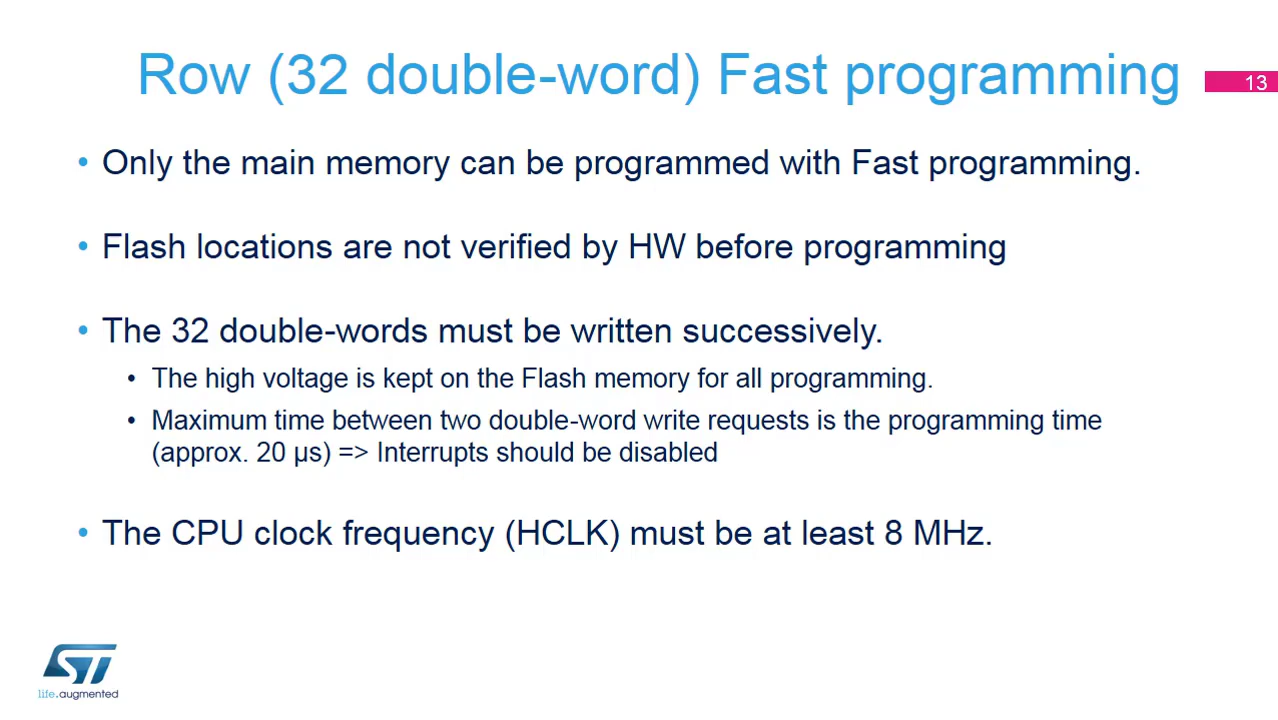 Row (32 double-word) Fast programming
13
• Only the main memory can be programmed with Fast programming.
• Flash locations are not verified by HW before programming
• The 32 double-words must be written successively.
• The high voltage is kept on the Flash memory for all programming.
• Maximum time between two double-word write requests is the programming time
(approx. 20 µs) => Interrupts should be disabled
• The CPU clock frequency (HCLK) must be at least 8 MHz.
ST
life.augmented